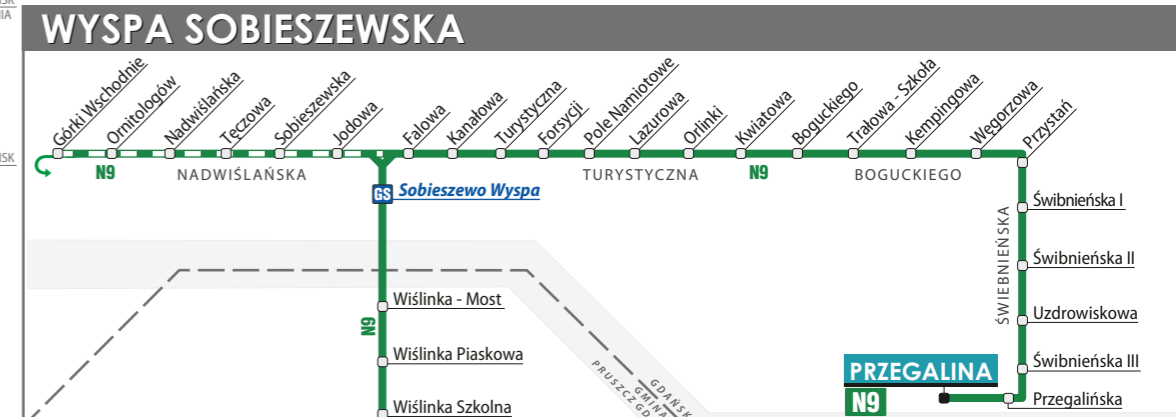 WYSPA SOBIESZEWSKA
Górki Wschodnie
Ornitologów
Nadwiślańska
Tęczowa
Sobieszewska
Jodowa
Falowa
Kanałowa
Turystyczna
Forsycji
Pole Namiotowe
Lazurowa
Orlinki
Kwiatowa
Boguckiego
Trałowa - Szkoła
Kempingowa
Węgorzowa
Przystań
N9
NADWIŚLAŃSKA
TURYSTYCZNA
N9
BOGUCKIEGO
GS Sobieszewo Wyspa
Świbnieńska I
ŚWIEBNIEŃSKA
Świbnieńska II
Wiślinka - Most
Uzdrowiskowa
N9
Wiślinka Piaskowa
Świbnieńska III
PRZEGALINA
N9
Przegalińska
Wiślinka Szkolna
GDAŃSK
GMINA
PRUSZCZ GD